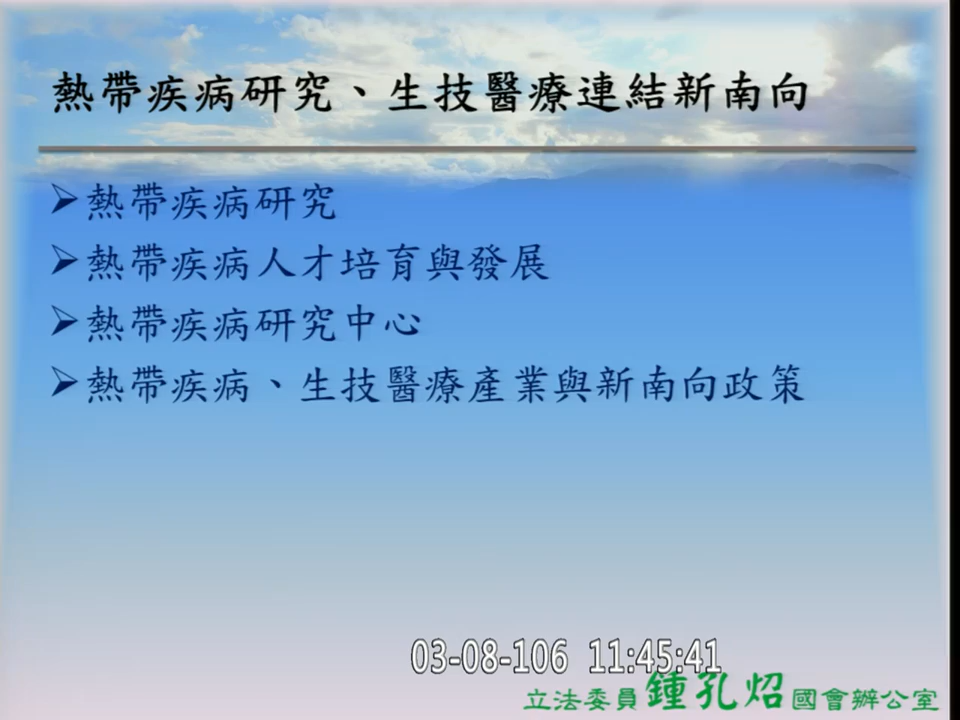 熱帶疾病研究、生技醫療連結新南向
➢熱帶疾病研究
➢熱帶疾病人才培育與發展
➢熱帶疾病研究中心
➢熱帶疾病、生技醫療產業與新南向政策
03-08-106 11:45:41
立法委員鍾孔炤國會辦公室